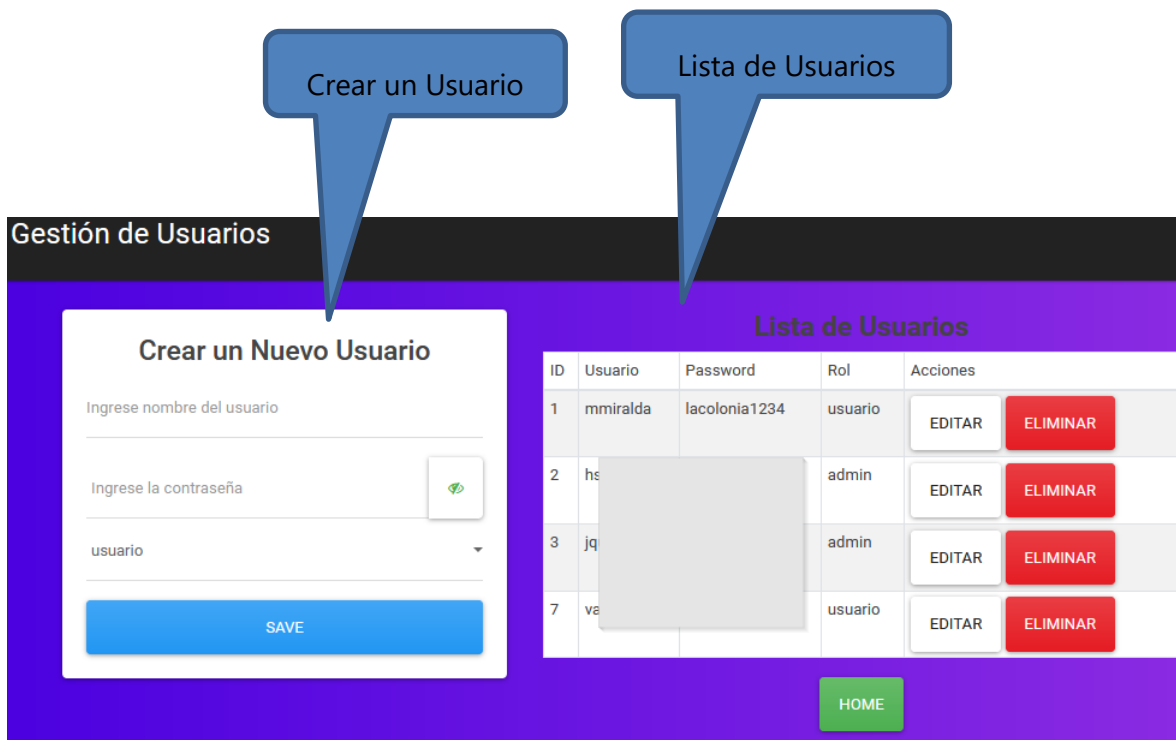 Crear un Usuario
Lista de Usuarios
Gestión de Usuarios
Crear un Nuevo Usuario
Ingrese nombre del usuario
Ingrese la contraseña
usuario
SAVE
Lista de Usuarios
ID Usuario Password Rol Acciones
1 mmiralda lacolonia1234 usuario EDITAR ELIMINAR
2 admin EDITAR ELIMINAR
3 admin EDITAR ELIMINAR
7 usuario EDITAR ELIMINAR
HOME